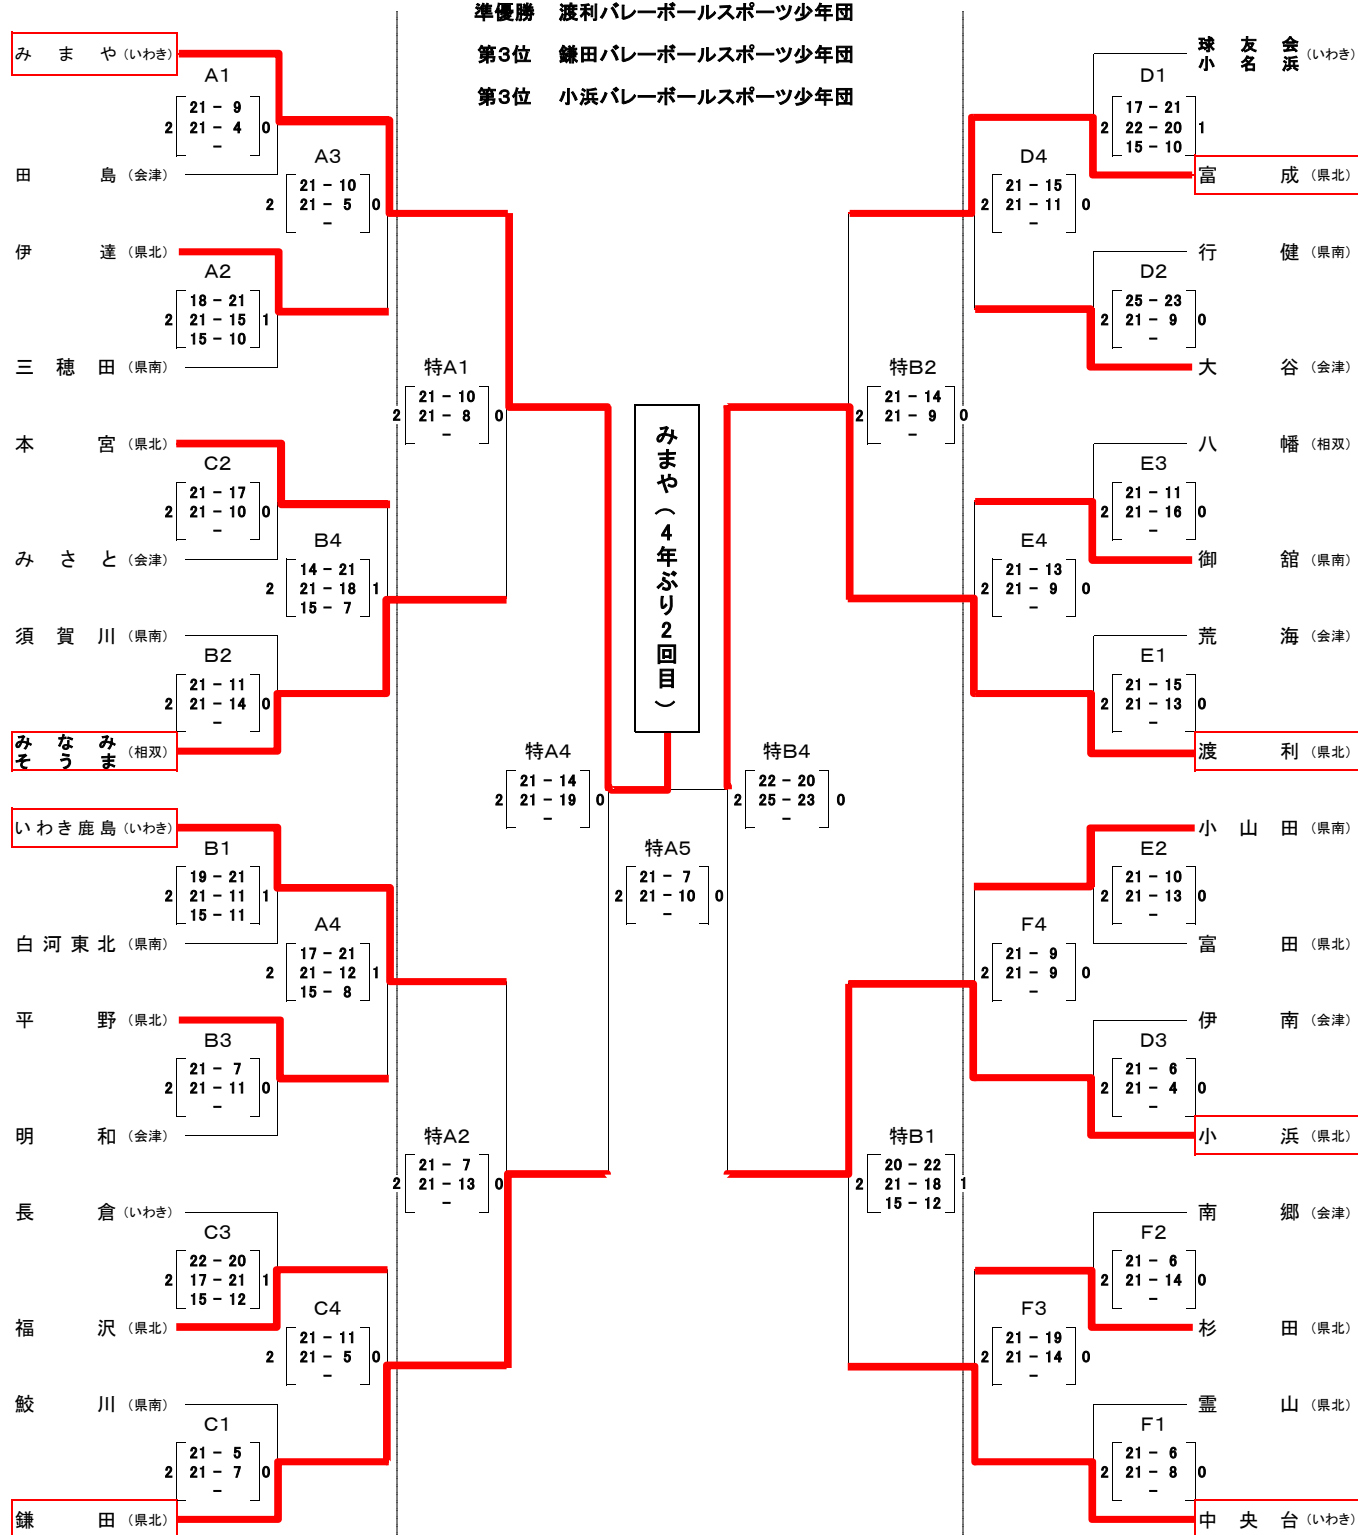 準優勝 渡利バレーボールスポーツ少年団
第3位 鎌田バレーボールスポーツ少年団
第3位 小浜バレーボールスポーツ少年団
みまや (いわき)
A1
21 - 9
2 21 - 4 0
-
田島 (会津)
A3
21 - 10
2 21 - 5 0
-
伊達 (県北)
A2
18 - 21
2 21 - 15 1
15 - 10
三穂田 (県南)
特A1
21 - 10
2 21 - 8 0
-
本宮 (県北)
C2
21 - 17
2 21 - 10 0
-
みさと (会津)
B4
14 - 21
2 21 - 18 1
15 - 7
須賀川 (県南)
B2
21 - 11
2 21 - 14 0
-
みなみ
そうま (相双)
特A4
21 - 14
2 21 - 19 0
-
いわき鹿島 (いわき)
B1
19 - 21
2 21 - 11 1
15 - 11
白河東北 (県南)
A4
17 - 21
2 21 - 12 1
15 - 8
平野 (県北)
B3
21 - 7
2 21 - 11 0
-
明和 (会津)
特A2
21 - 7
2 21 - 13 0
-
長倉 (いわき)
C3
22 - 20
2 17 - 21 1
15 - 12
福沢 (県北)
C4
21 - 11
2 21 - 5 0
-
鮫川 (県南)
C1
21 - 5
2 21 - 7 0
-
鎌田 (県北)
みまや(4年ぶり2回目)
特A5
21 - 7
2 21 - 10 0
-
球友会
小名浜 (いわき)
D1
17 - 21
2 22 - 20 1
15 - 10
富成 (県北)
D4
21 - 15
2 21 - 11 0
-
行健 (県南)
D2
25 - 23
2 21 - 9 0
-
大谷 (会津)
特B2
21 - 14
2 21 - 9 0
-
八幡 (相双)
E3
21 - 11
2 21 - 16 0
-
御舘 (県南)
E4
21 - 13
2 21 - 9 0
-
荒海 (会津)
E1
21 - 15
2 21 - 13 0
-
渡利 (県北)
特B4
22 - 20
2 25 - 23 0
-
小山田 (県南)
E2
21 - 10
2 21 - 13 0
-
富田 (県北)
F4
21 - 9
2 21 - 9 0
-
伊南 (会津)
D3
21 - 6
2 21 - 4 0
-
小浜 (県北)
特B1
20 - 22
2 21 - 18 1
15 - 12
南郷 (会津)
F2
21 - 6
2 21 - 14 0
-
杉田 (県北)
F3
21 - 19
2 21 - 14 0
-
霊山 (県北)
F1
21 - 6
2 21 - 8 0
-
中央台 (いわき)